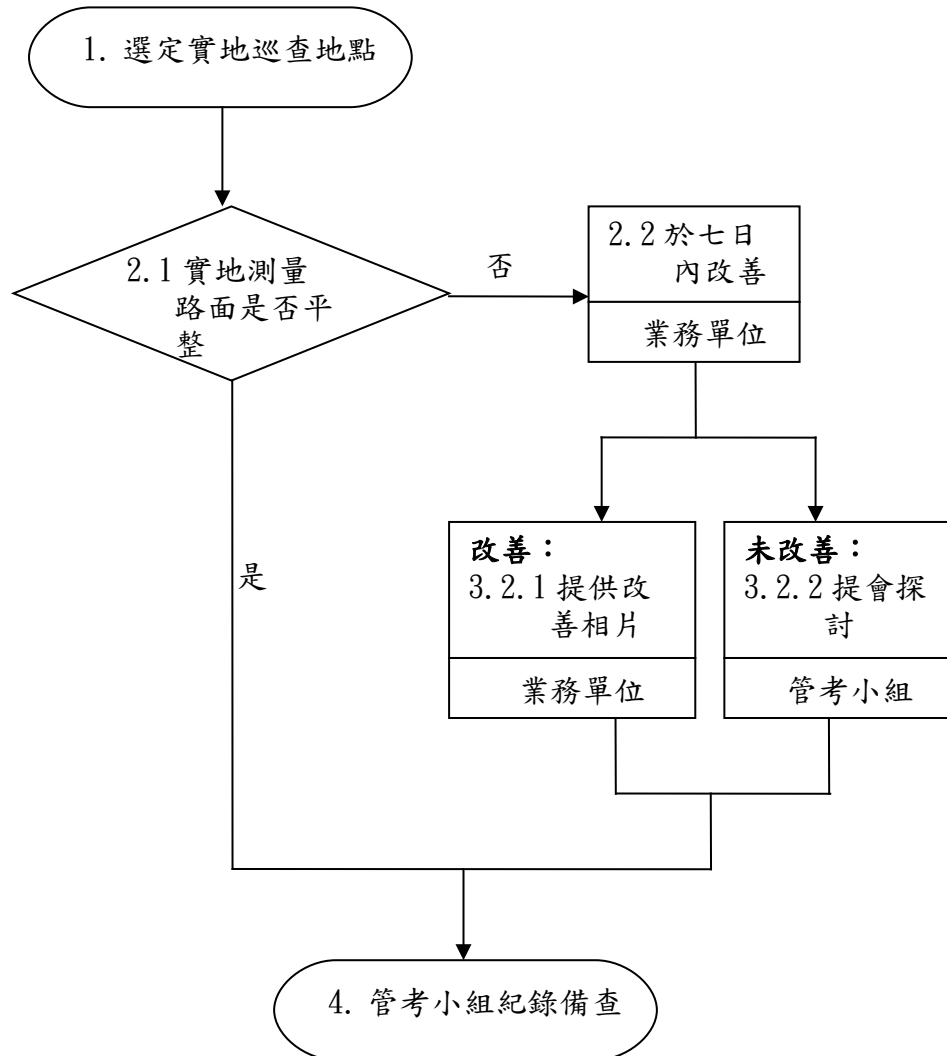 1. 選定實地巡查地點
2.1 實地測量
路面是否平
整
否
2.2 於七日
內改善
業務單位
是
改善：
3.2.1 提供改
善相片
業務單位
未改善：
3.2.2 提會探
討
管考小組
4. 管考小組紀錄備查